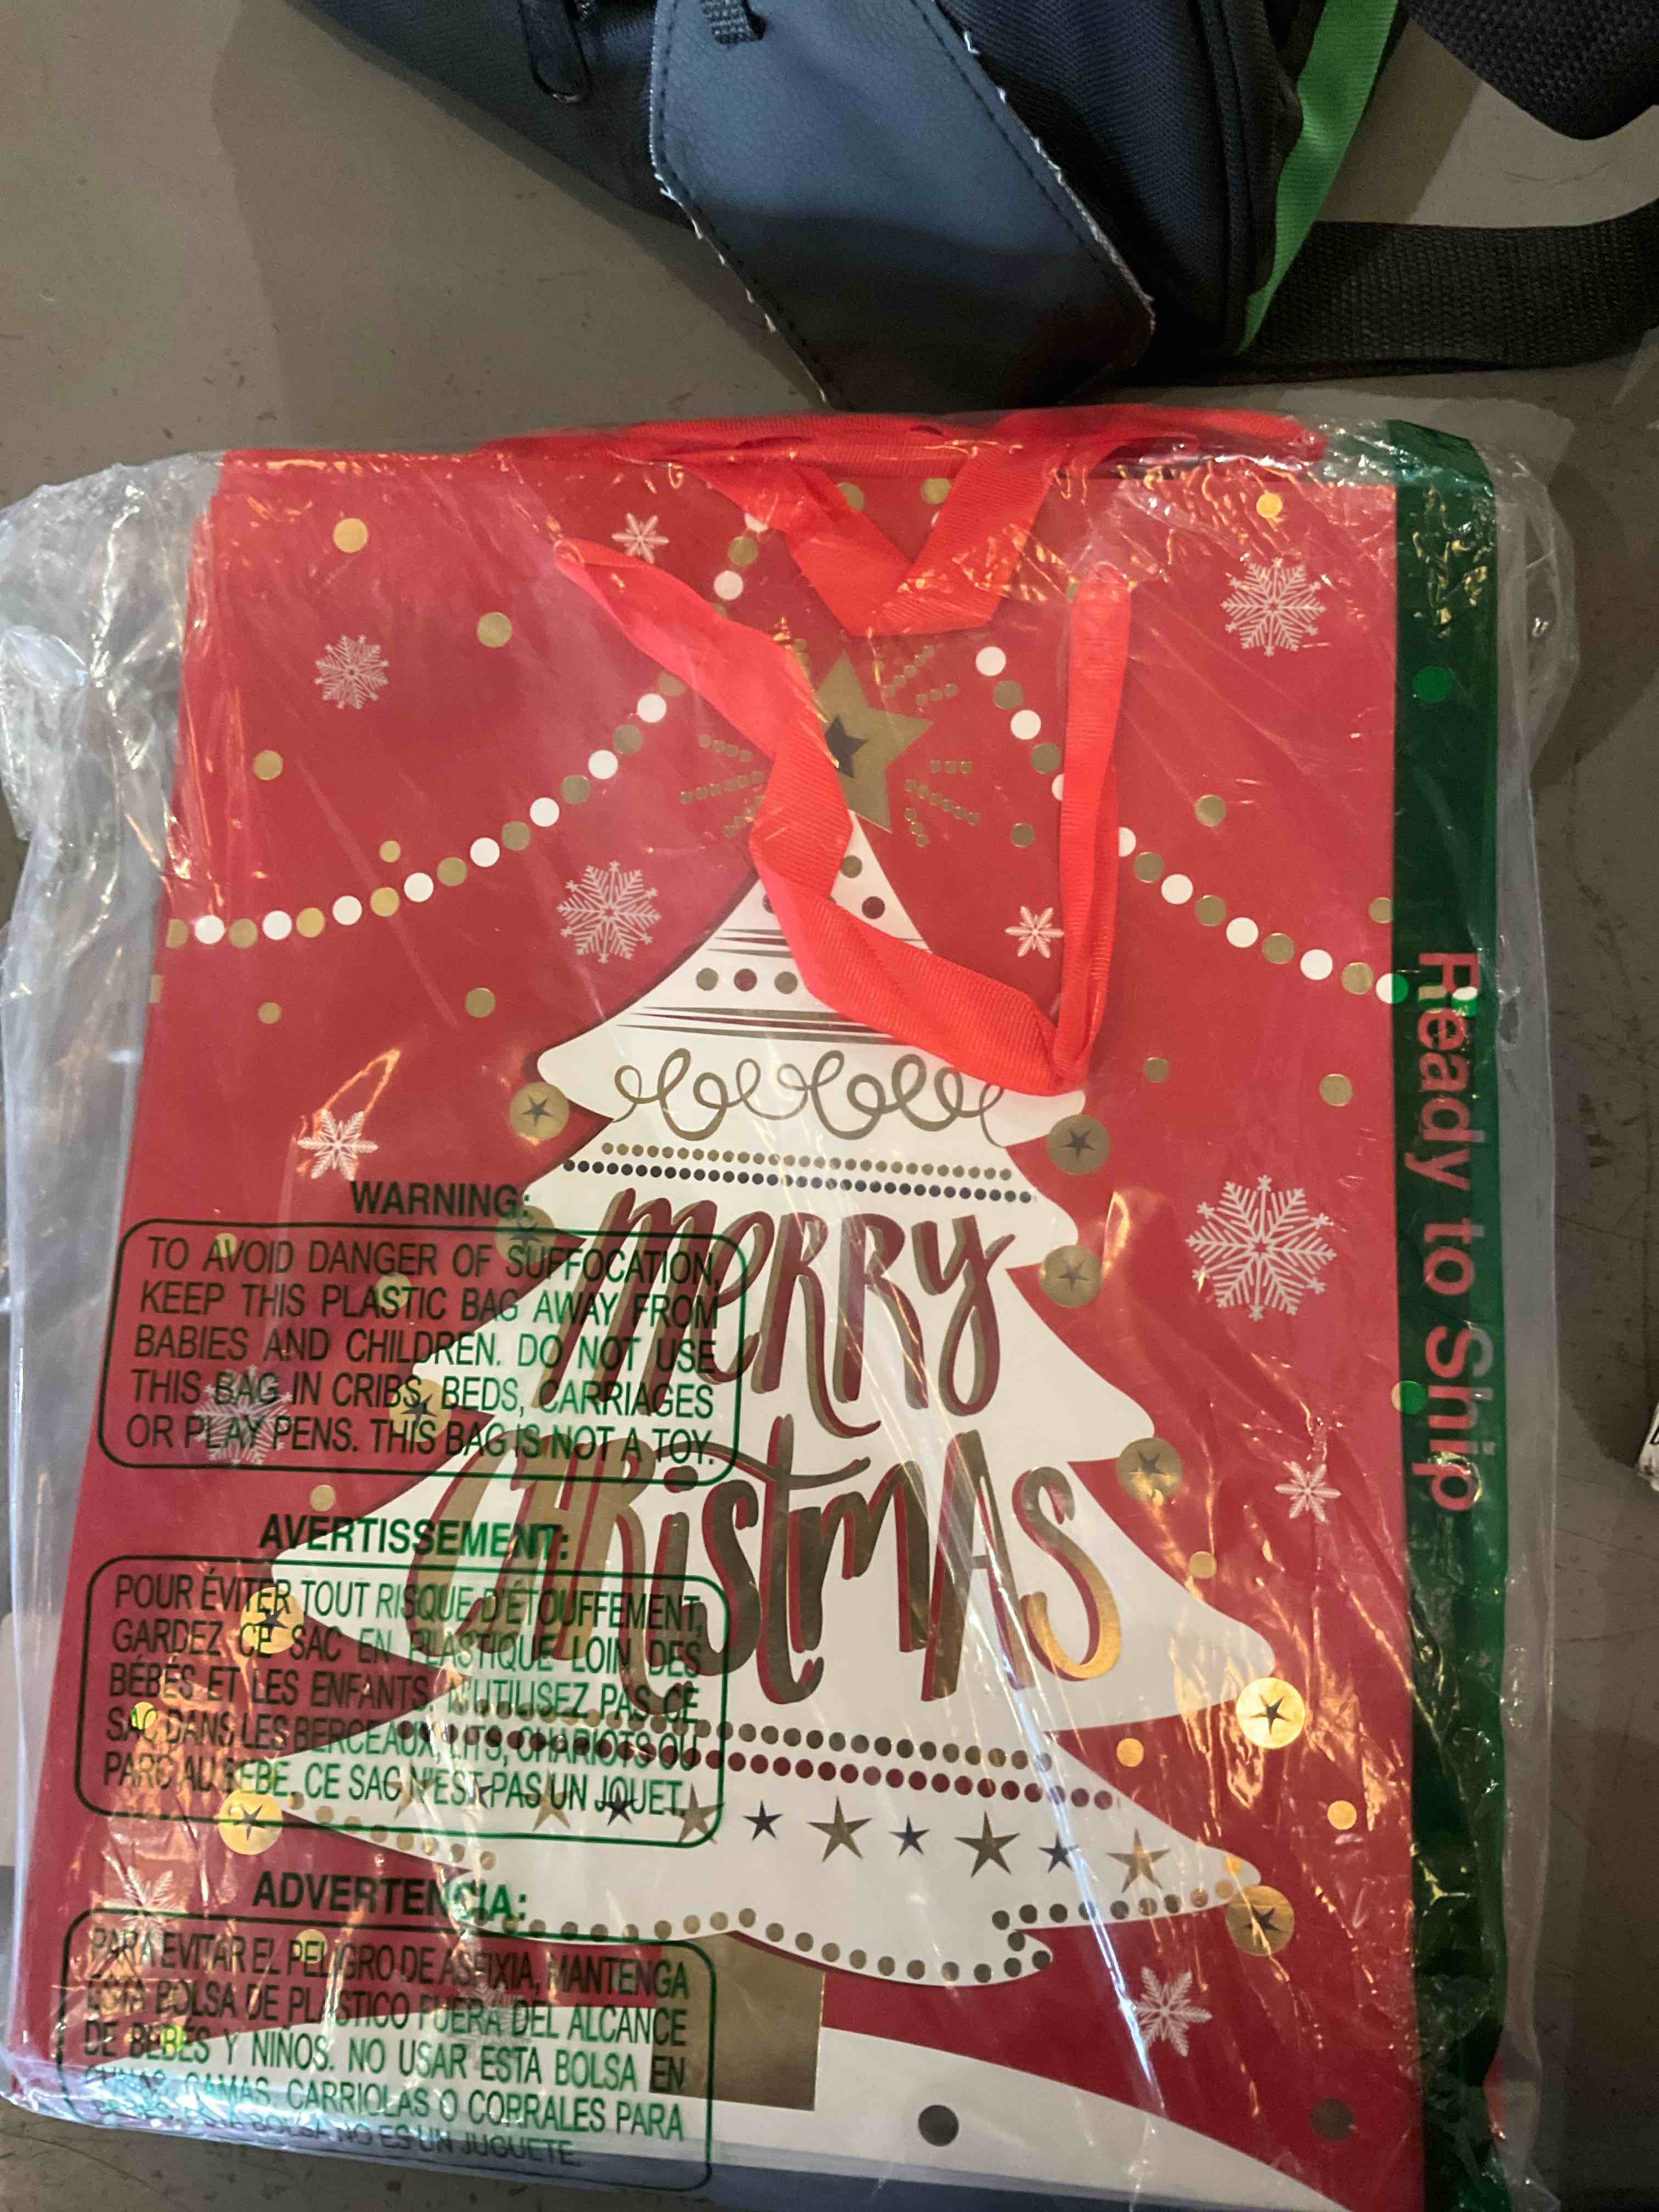 Ready to Ship
MERRY
CHRistmAS
WARNING:
TO AVOID DANGER OF SUFFOCATION,
KEEP THIS PLASTIC BAG AWAY FROM
BABIES AND CHILDREN. DO NOT USE
THIS BAG IN CRIBS, BEDS, CARRIAGES
OR PLAY PENS. THIS BAG IS NOT A TOY.
AVERTISSEMENT:
POUR ÉVITER TOUT RISQUE D'ÉTOUFFEMENT,
GARDEZ CE SAC EN PLASTIQUE LOIN DES
BÉBÉS ET LES ENFANTS. N'UTILISEZ PAS CE
SAC DANS LES BERCEAUX, LITS, CHARIOTS OU
PARC AU BEBE. CE SAC N'EST PAS UN JOUET.
ADVERTENCIA:
PARA EVITAR EL PELIGRO DE ASFIXIA, MANTENGA
ESTA BOLSA DE PLASTICO FUERA DEL ALCANCE
DE BEBÉS Y NIÑOS. NO USAR ESTA BOLSA EN
CUNAS, CAMAS, CARRIOLAS O CORRALES PARA
BEBES. ESTA BOLSA NO ES UN JUGUETE.